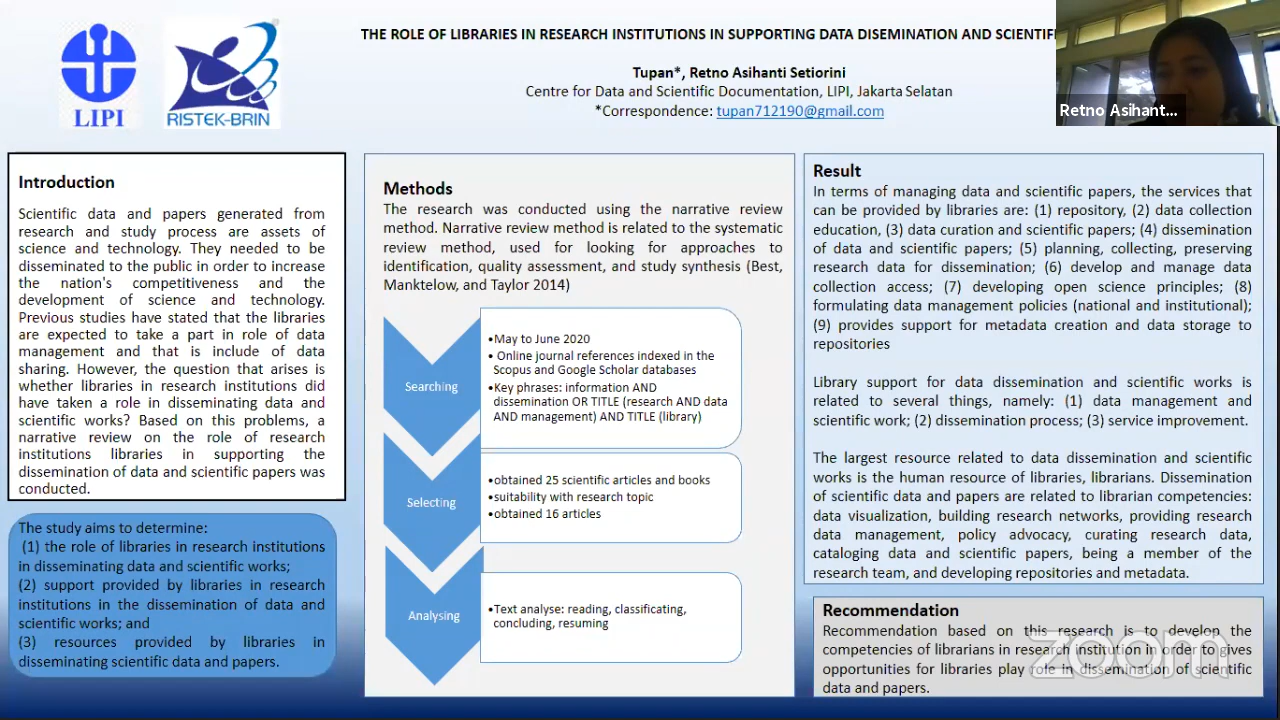 LIPI
RISTEK-BRIN
THE ROLE OF LIBRARIES IN RESEARCH INSTITUTIONS IN SUPPORTING DATA DISEMINATION AND SCIENTIF
Tupan*, Retno Asihanti Setiorini
Centre for Data and Scientific Documentation, LIPI, Jakarta Selatan
*Correspondence: tupan712190@gmail.com
Retno Asihant...
Introduction
Scientific data and papers generated from
research and study process are assets of
science and technology. They needed to be
disseminated to the public in order to increase
the nation's competitiveness and the
development of science and technology.
Previous studies have stated that the libraries
are expected to take a part in role of data
management and that is include of data
sharing. However, the question that arises is
whether libraries in research institutions did
have taken a role in disseminating data and
scientific works? Based on this problems, a
narrative review on the role of research
institutions libraries in supporting the
dissemination of data and scientific papers was
conducted.
The study aims to determine:
(1) the role of libraries in research institutions
in disseminating data and scientific works;
(2) support provided by libraries in research
institutions in the dissemination of data and
scientific works; and
(3) resources provided by libraries in
disseminating scientific data and papers.
Methods
The research was conducted using the narrative review
method. Narrative review method is related to the systematic
review method, used for looking for approaches to
identification, quality assessment, and study synthesis (Best,
Manktelow, and Taylor 2014)
Searching
•May to June 2020
• Online journal references indexed in the
Scopus and Google Scholar databases
•Key phrases: information AND
dissemination OR TITLE (research AND data
AND management) AND TITLE (library)
Selecting
•obtained 25 scientific articles and books
•suitability with research topic
•obtained 16 articles
Analysing
•Text analyse: reading, classificating,
concluding, resuming
Result
In terms of managing data and scientific papers, the services that
can be provided by libraries are: (1) repository, (2) data collection
education, (3) data curation and scientific papers; (4) dissemination
of data and scientific papers; (5) planning, collecting, preserving
research data for dissemination; (6) develop and manage data
collection access; (7) developing open science principles; (8)
formulating data management policies (national and institutional);
(9) provides support for metadata creation and data storage to
repositories
Library support for data dissemination and scientific works is
related to several things, namely: (1) data management and
scientific work; (2) dissemination process; (3) service improvement.
The largest resource related to data dissemination and scientific
works is the human resource of libraries, librarians. Dissemination
of scientific data and papers are related to librarian competencies:
data visualization, building research networks, providing research
data management, policy advocacy, curating research data,
cataloging data and scientific papers, being a member of the
research team, and developing repositories and metadata.
Recommendation
Recommendation based on this research is to develop the
competencies of librarians in research institution in order to gives
opportunities for libraries play role in dissemination of scientific
data and papers.
zoom